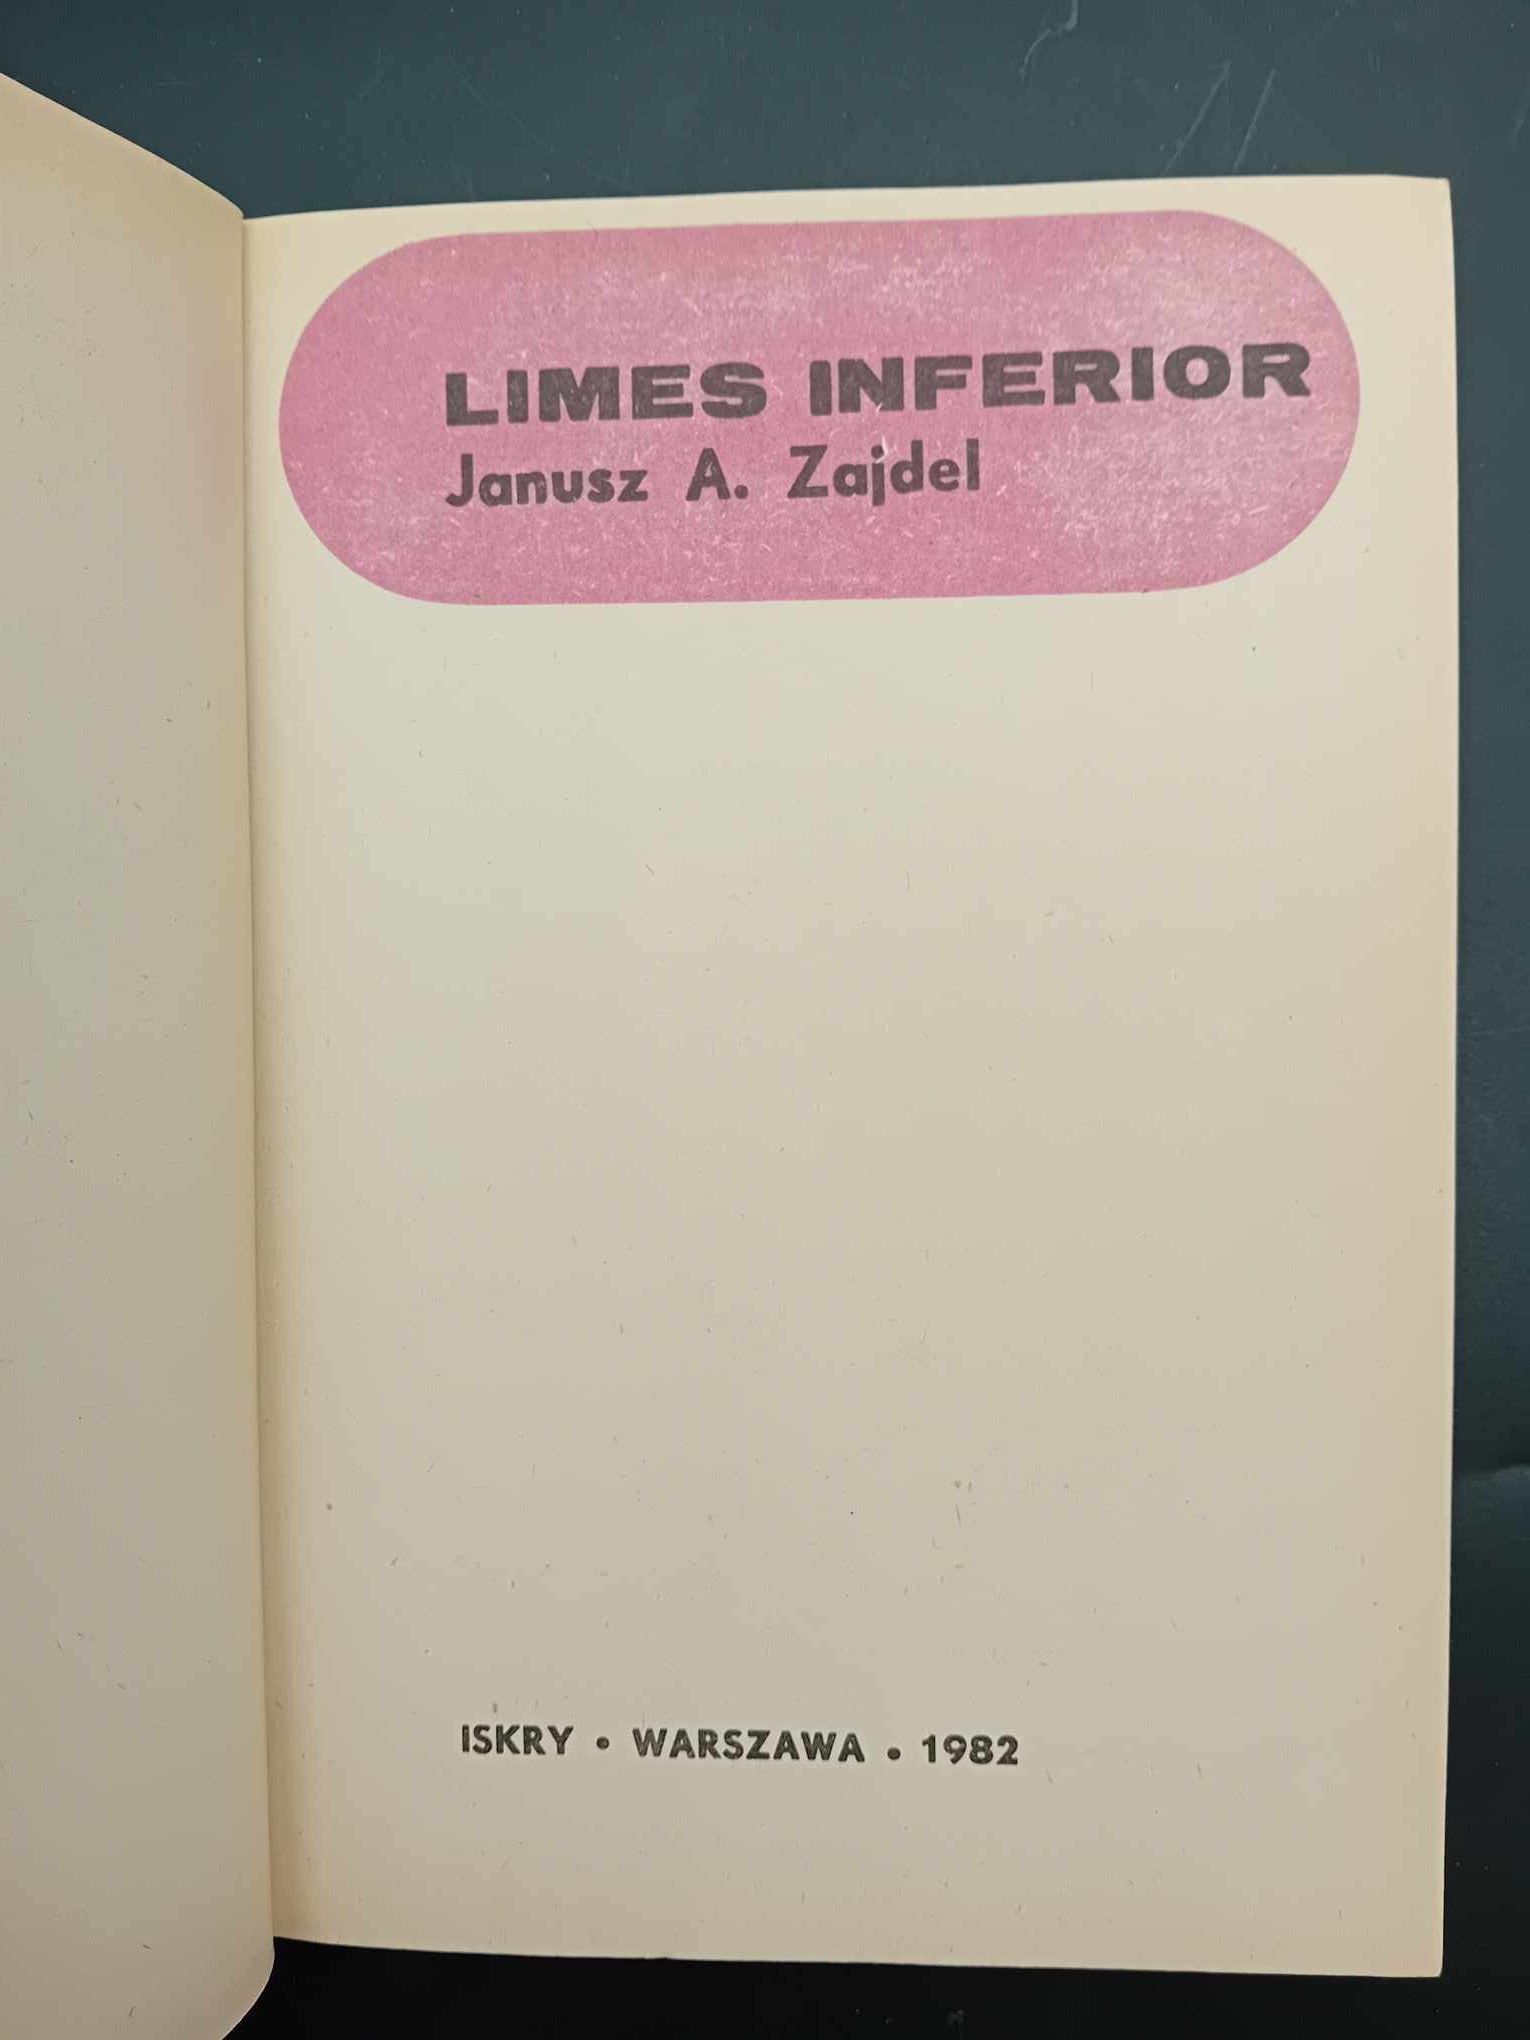 LIMES INFERIOR
Janusz A. Zajdel
ISKRY • WARSZAWA • 1982